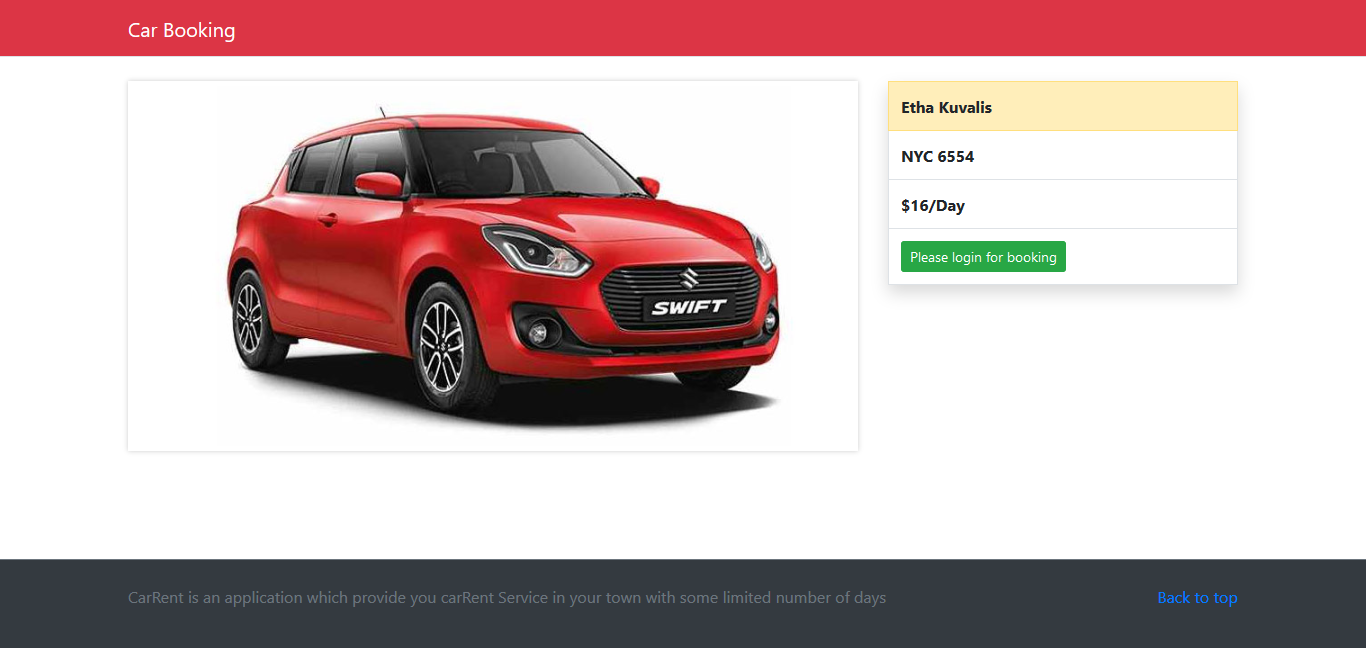 Car Booking
SWIFT
Etha Kuvalis
NYC 6554
$16/Day
Please login for booking
CarRent is an application which provide you carRent Service in your town with some limited number of days
Back to top